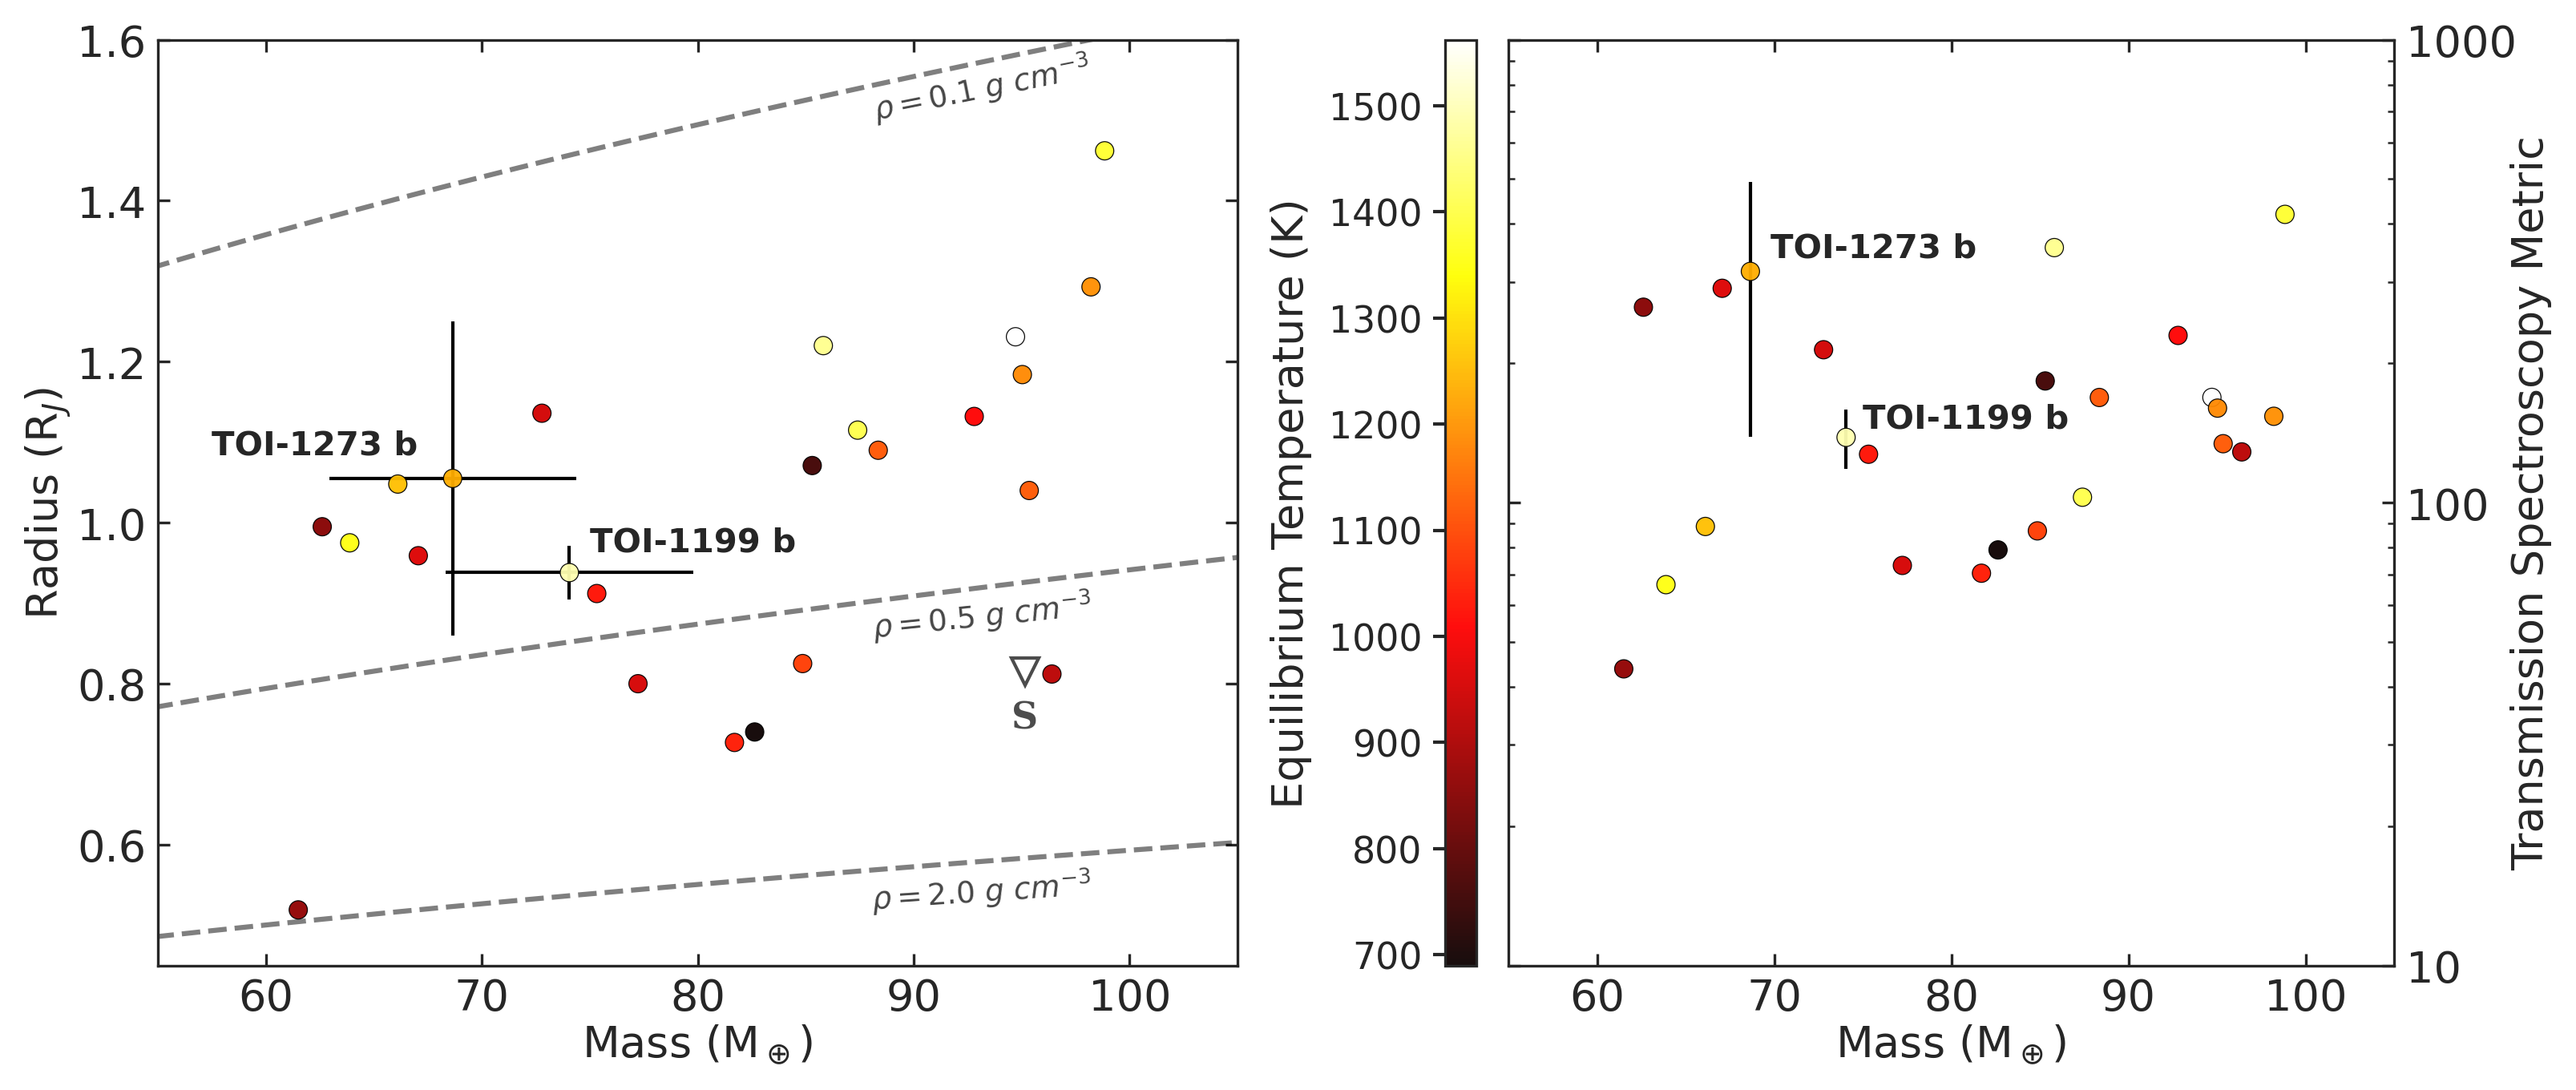 1.6
1.4
1.2
1.0
0.8
0.6
Radius (R_J)
60 70 80 90 100
Mass (M_⊕)
ρ = 0.1 g cm⁻³
TOI-1273 b
TOI-1199 b
ρ = 0.5 g cm⁻³
S
ρ = 2.0 g cm⁻³
Equilibrium Temperature (K)
1500
1400
1300
1200
1100
1000
900
800
700
TOI-1273 b
TOI-1199 b
60 70 80 90 100
Mass (M_⊕)
1000
100
10
Transmission Spectroscopy Metric